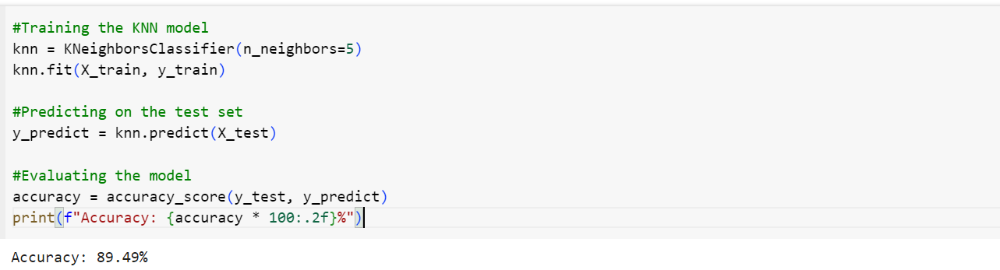 #Training the KNN model
knn = KNeighborsClassifier(n_neighbors=5)
knn.fit(X_train, y_train)
#Predicting on the test set
y_predict = knn.predict(X_test)
#Evaluating the model
accuracy = accuracy_score(y_test, y_predict)
print(f"Accuracy: {accuracy * 100:.2f}%")
Accuracy: 89.49%